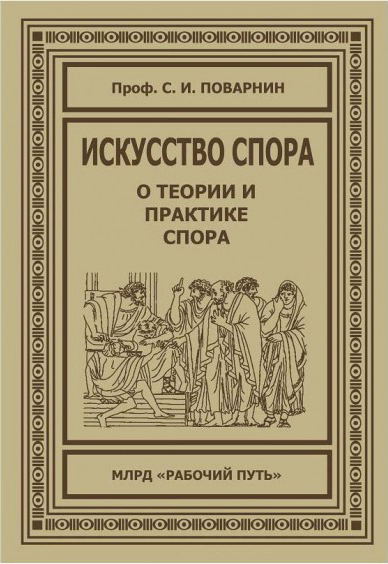 Проф. С. И. ПОВАРНИН
ИСКУССТВО СПОРА
О ТЕОРИИ И
ПРАКТИКЕ
СПОРА
МЛРД «РАБОЧИЙ ПУТЬ»